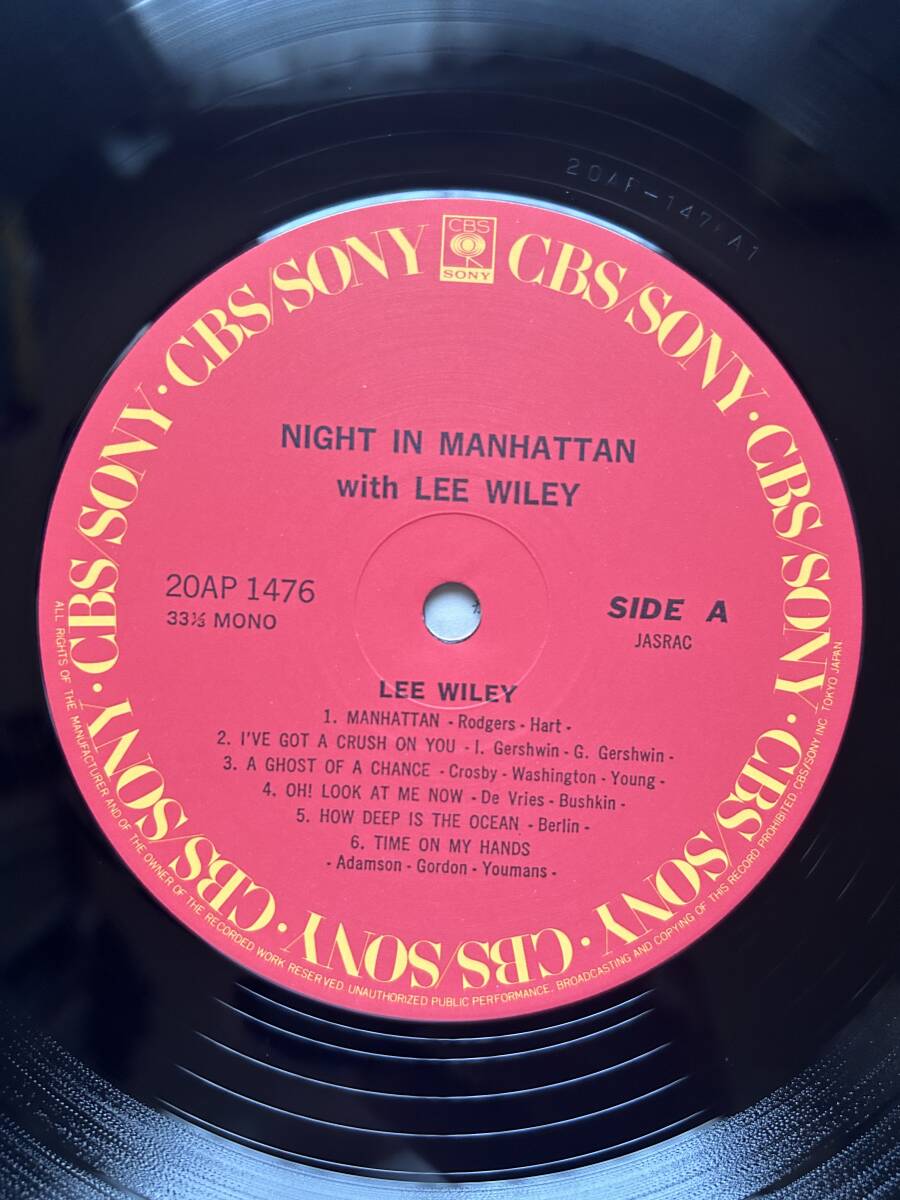 20AP-1476A1
CBS
SONY
CBS/SONY · CBS/SONY · CBS/SONY · CBS/SONY · CBS/SONY · CBS/SONY · CBS/SONY · CBS/SONY
NIGHT IN MANHATTAN
with LEE WILEY
20AP 1476
33⅓ MONO
SIDE A
JASRAC
LEE WILEY
1. MANHATTAN -Rodgers - Hart -
2. I'VE GOT A CRUSH ON YOU -I. Gershwin - G. Gershwin -
3. A GHOST OF A CHANCE -Crosby - Washington - Young -
4. OH! LOOK AT ME NOW -De Vries - Bushkin -
5. HOW DEEP IS THE OCEAN -Berlin -
6. TIME ON MY HANDS
-Adamson - Gordon - Youmans -
ALL RIGHTS OF THE MANUFACTURER AND OF THE OWNER OF THE RECORDED WORK RESERVED. UNAUTHORIZED PUBLIC PERFORMANCE, BROADCASTING AND COPYING OF THIS RECORD PROHIBITED. CBS/SONY INC. TOKYO JAPAN